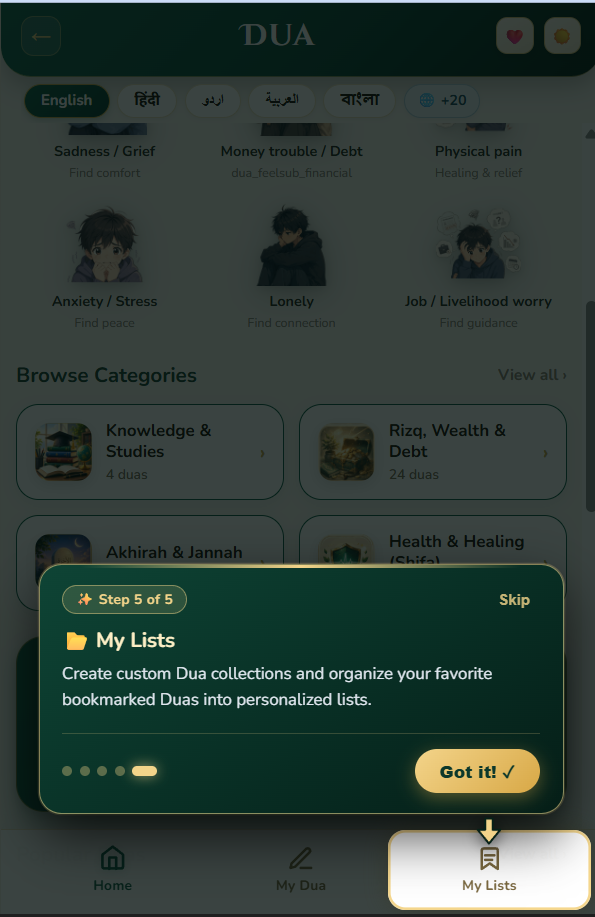 DUA
English
हिंदी
اردو
العربية
বাংলা
+20
Sadness / Grief
Find comfort
Money trouble / Debt
dua_feelsub_financial
Physical pain
Healing & relief
Anxiety / Stress
Find peace
Lonely
Find connection
Job / Livelihood worry
Find guidance
Browse Categories
View all ›
Knowledge &
Studies
4 duas
Rizq, Wealth &
Debt
24 duas
Akhirah & Jannah
Health & Healing
(Shifa)
Step 5 of 5
Skip
My Lists
Create custom Dua collections and organize your favorite
bookmarked Duas into personalized lists.
Got it! ✓
Home
My Dua
My Lists